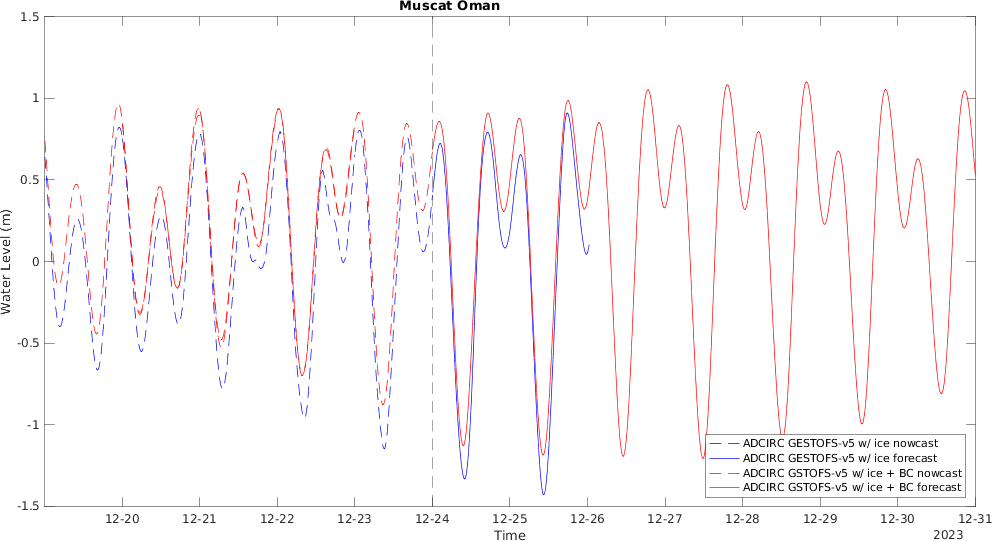 Muscat Oman
1.5
1
0.5
0
-0.5
-1
-1.5
Water Level (m)
12-20
12-21
12-22
12-23
12-24
12-25
12-26
12-27
12-28
12-29
12-30
12-31
Time
2023
ADCIRC GESTOFS-v5 w/ ice nowcast
ADCIRC GESTOFS-v5 w/ ice forecast
ADCIRC GSTOFS-v5 w/ ice + BC nowcast
ADCIRC GSTOFS-v5 w/ ice + BC forecast